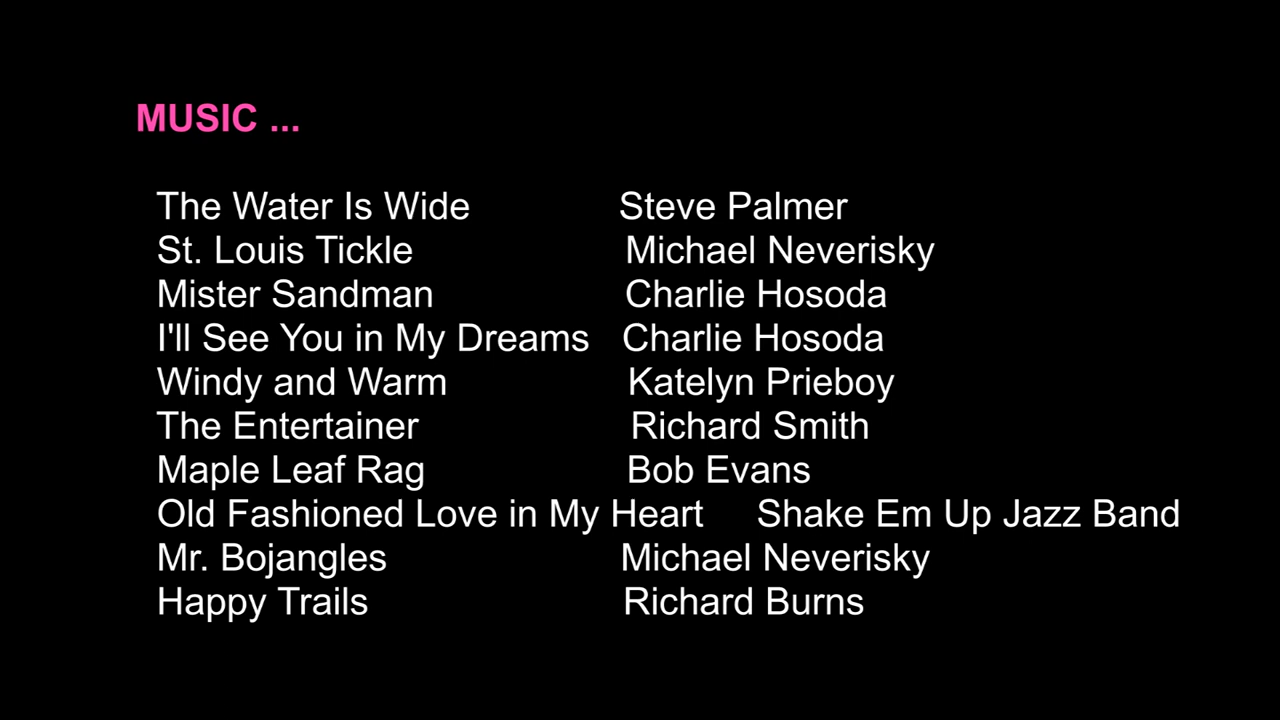 MUSIC ...
The Water Is Wide Steve Palmer
St. Louis Tickle Michael Neverisky
Mister Sandman Charlie Hosoda
I'll See You in My Dreams Charlie Hosoda
Windy and Warm Katelyn Prieboy
The Entertainer Richard Smith
Maple Leaf Rag Bob Evans
Old Fashioned Love in My Heart Shake Em Up Jazz Band
Mr. Bojangles Michael Neverisky
Happy Trails Richard Burns